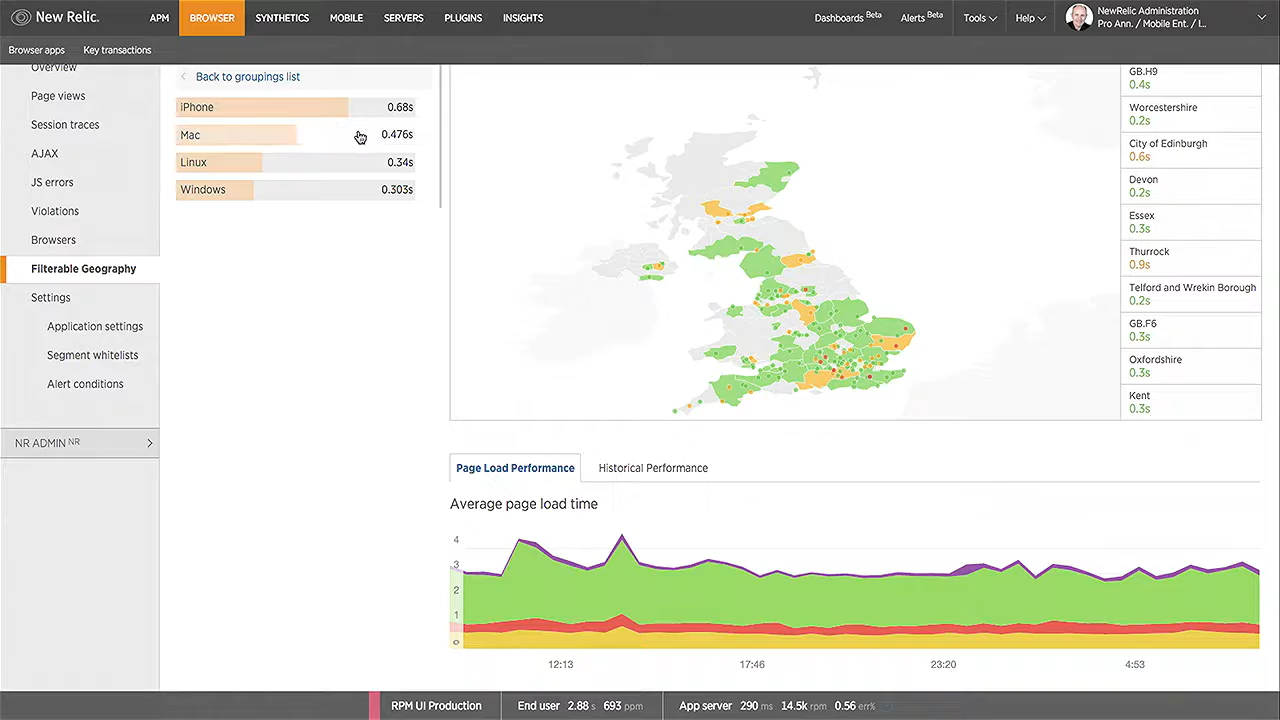 New Relic.
APM
BROWSER
SYNTHETICS
MOBILE
SERVERS
PLUGINS
INSIGHTS
Dashboards Beta
Alerts Beta
Tools
Help
NewRelic Administration
Pro Ann. / Mobile Ent. / I...
Browser apps
Key transactions
Overview
Page views
Session traces
AJAX
JS errors
Violations
Browsers
Filterable Geography
Settings
Application settings
Segment whitelists
Alert conditions
NR ADMIN NR
Back to groupings list
iPhone 0.68s
Mac 0.476s
Linux 0.34s
Windows 0.303s
GB.H9
0.4s
Worcestershire
0.2s
City of Edinburgh
0.6s
Devon
0.2s
Essex
0.3s
Thurrock
0.9s
Telford and Wrekin Borough
0.2s
GB.F6
0.3s
Oxfordshire
0.3s
Kent
0.3s
Page Load Performance
Historical Performance
Average page load time
4
3
2
1
0
12:13
17:46
23:20
4:53
RPM UI Production
End user 2.88 s 693 ppm
App server 290 ms 14.5k rpm 0.56 err%